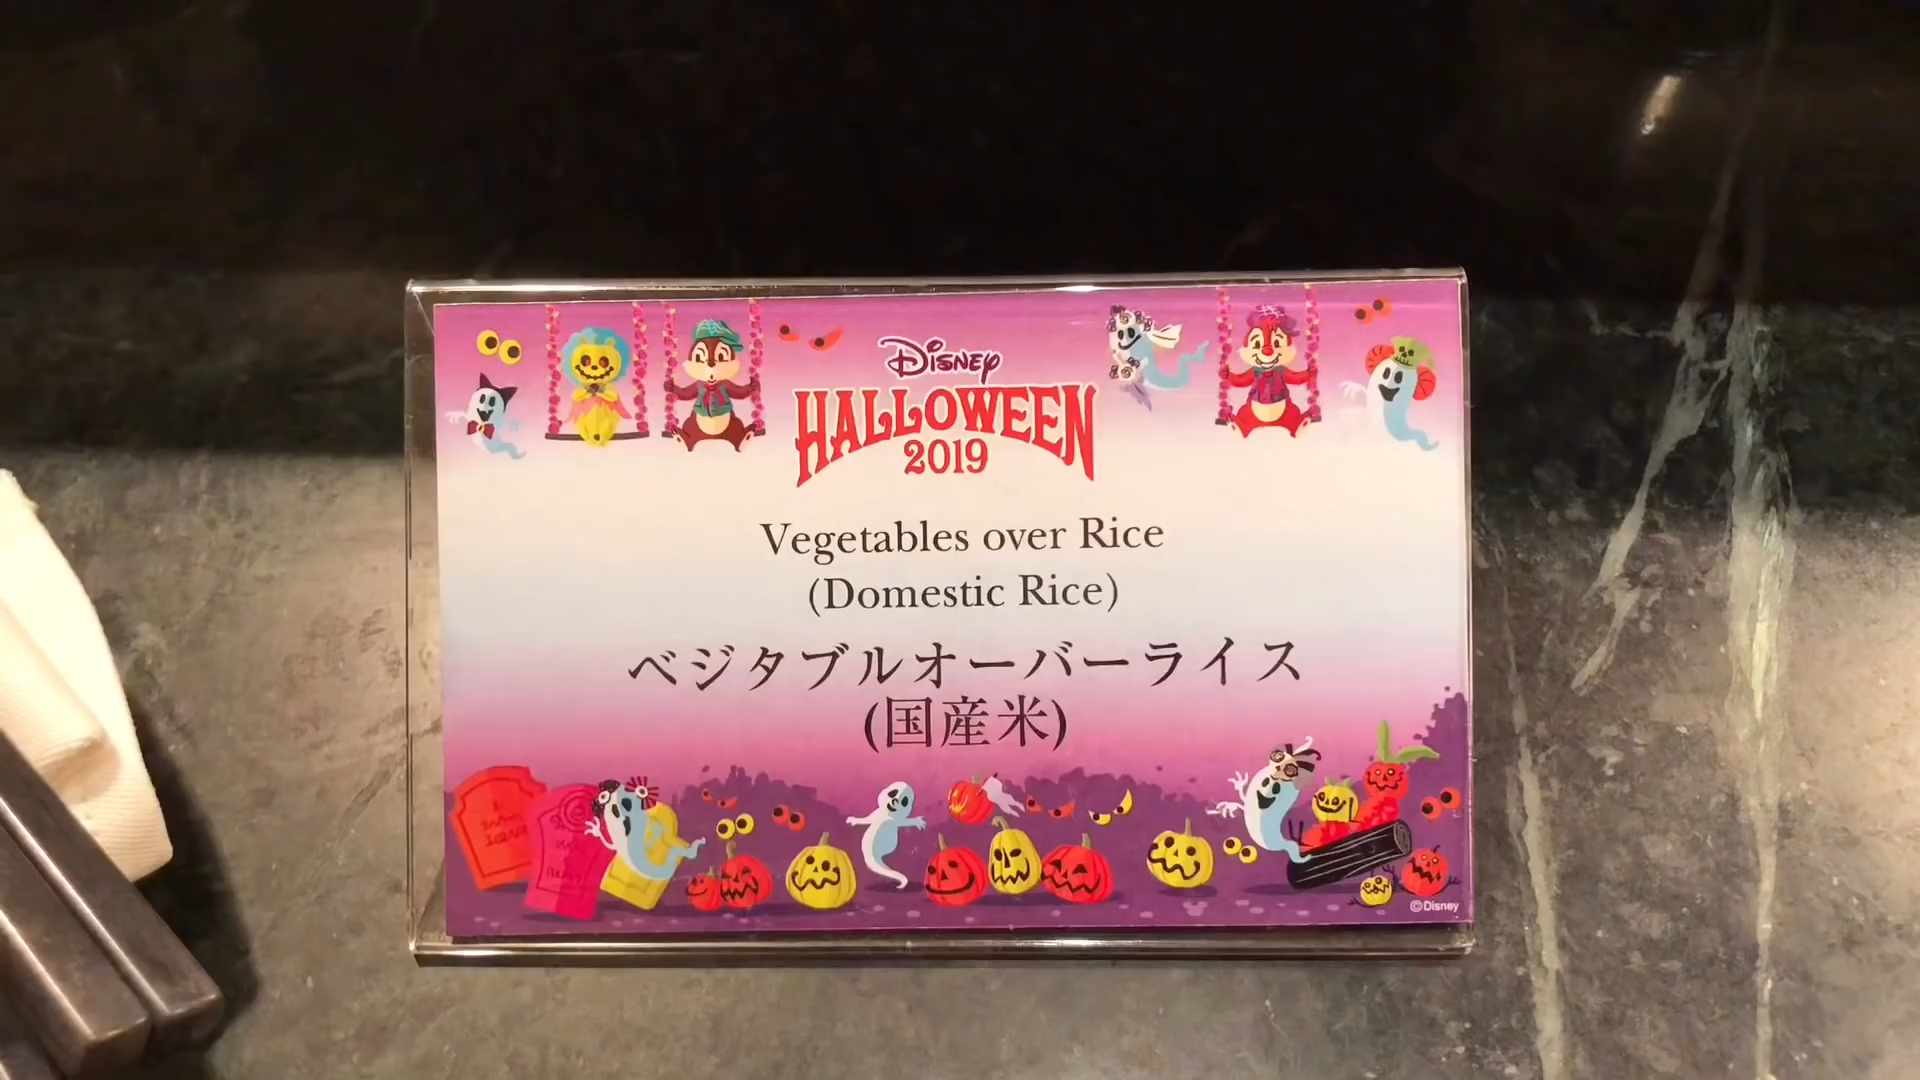 Disney
HALLOWEEN
2019
Vegetables over Rice
(Domestic Rice)
ベジタブルオーバーライス
(国産米)
©Disney